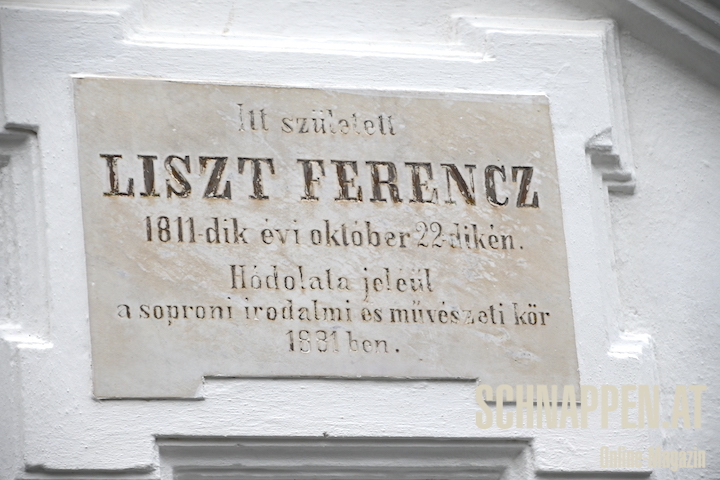 Itt született
LISZT FERENCZ
1811-dik évi október 22-dikén.
Hódolata jeléül
a soproni irodalmi és művészeti kör
1881 ben.
SCHNAPPEN.AT
Online Magazin